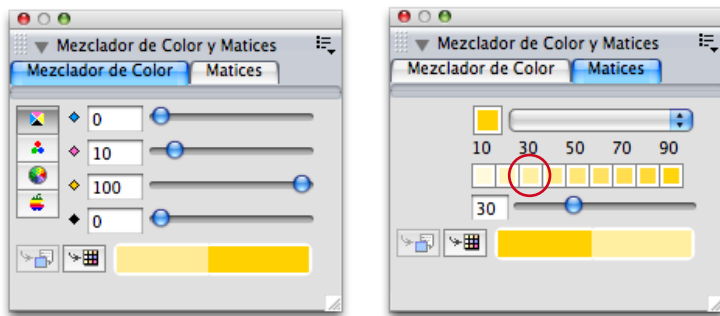 Mezclador de Color y Matices
Mezclador de Color Matices
0
10
100
0
Mezclador de Color y Matices
Mezclador de Color Matices
10 30 50 70 90
30